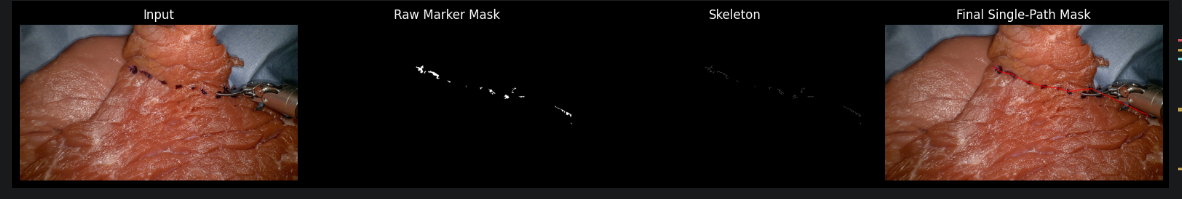 Input
Raw Marker Mask
Skeleton
Final Single-Path Mask